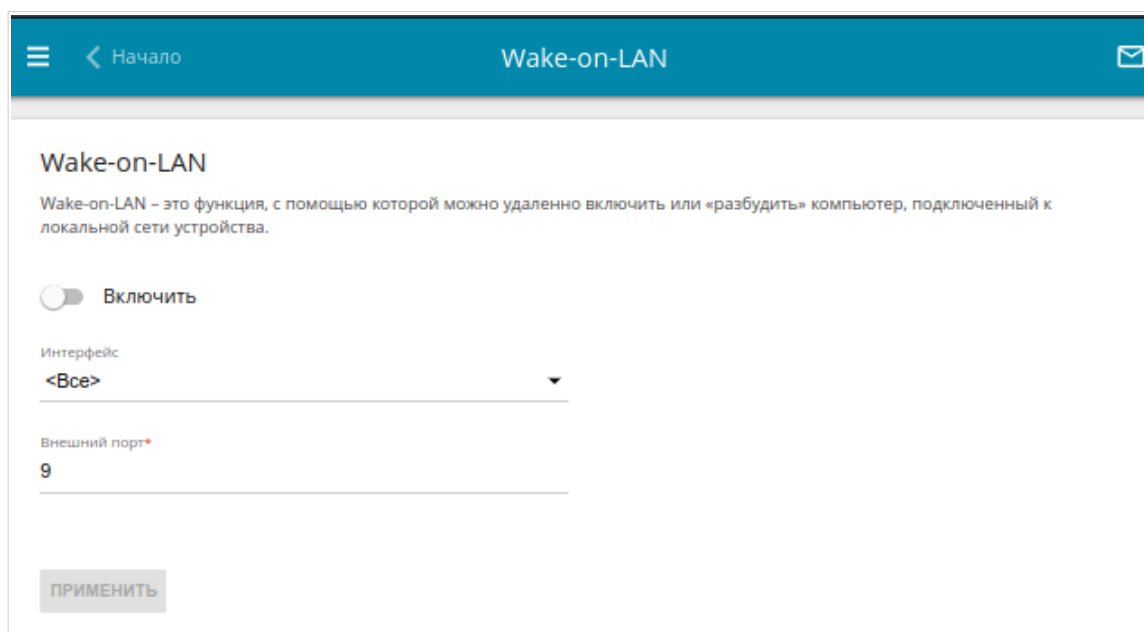 Начало
Wake-on-LAN
Wake-on-LAN
Wake-on-LAN – это функция, с помощью которой можно удаленно включить или «разбудить» компьютер, подключенный к
локальной сети устройства.
Включить
Интерфейс
<Все>
Внешний порт*
9
ПРИМЕНИТЬ